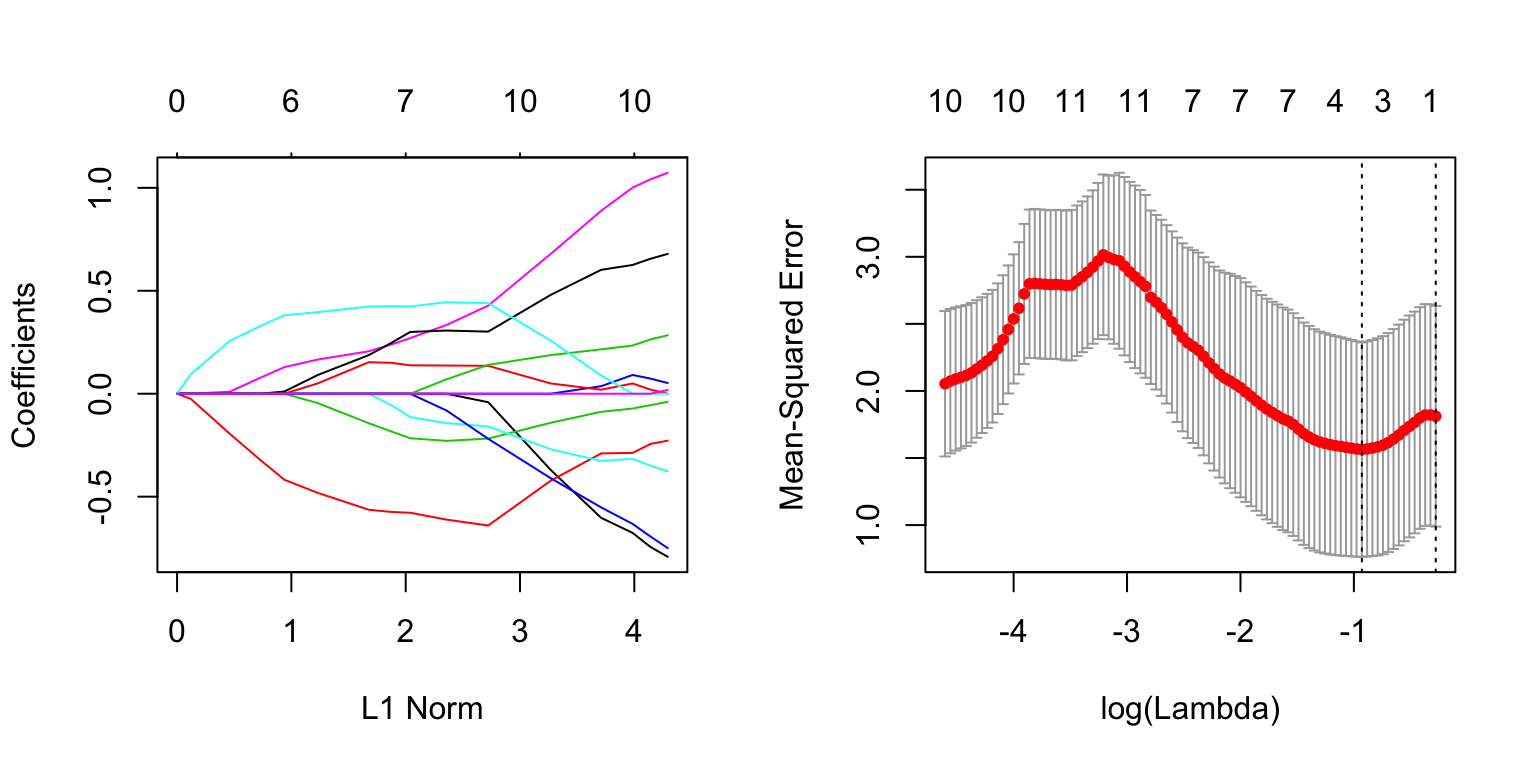 0 6 7 10 10
Coefficients
1.0
0.5
0.0
-0.5
0 1 2 3 4
L1 Norm
10 10 11 11 7 7 7 4 3 1
Mean-Squared Error
3.0
2.0
1.0
-4 -3 -2 -1
log(Lambda)